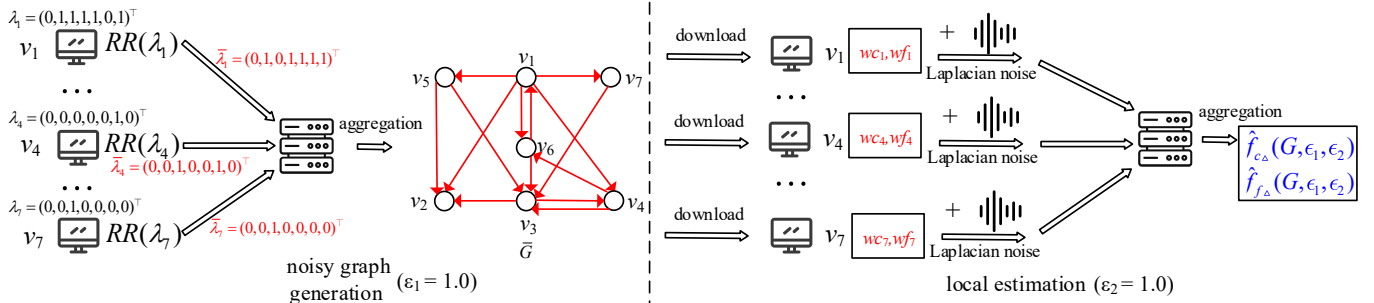 λ₁=(0,1,1,1,1,0,1)⊤
v₁
RR(λ₁)
λ̄₁=(0,1,0,1,1,1,1)⊤
...
λ₄=(0,0,0,0,0,1,0)⊤
v₄
RR(λ₄)
λ̄₄=(0,0,1,0,0,1,0)⊤
...
λ₇=(0,0,1,0,0,0,0)⊤
v₇
RR(λ₇)
λ̄₇=(0,0,1,0,0,0,0)⊤
aggregation
v₅
v₁
v₇
v₆
v₂
v₃
v₄
Ḡ
noisy graph
generation
(ε₁= 1.0)
download
v₁
wc₁,wf₁
+
Laplacian noise
...
download
v₄
wc₄,wf₄
+
Laplacian noise
...
download
v₇
wc₇,wf₇
+
Laplacian noise
aggregation
f̂_{c_△}(G,ϵ₁,ϵ₂)
f̂_{f_△}(G,ϵ₁,ϵ₂)
local estimation (ε₂= 1.0)